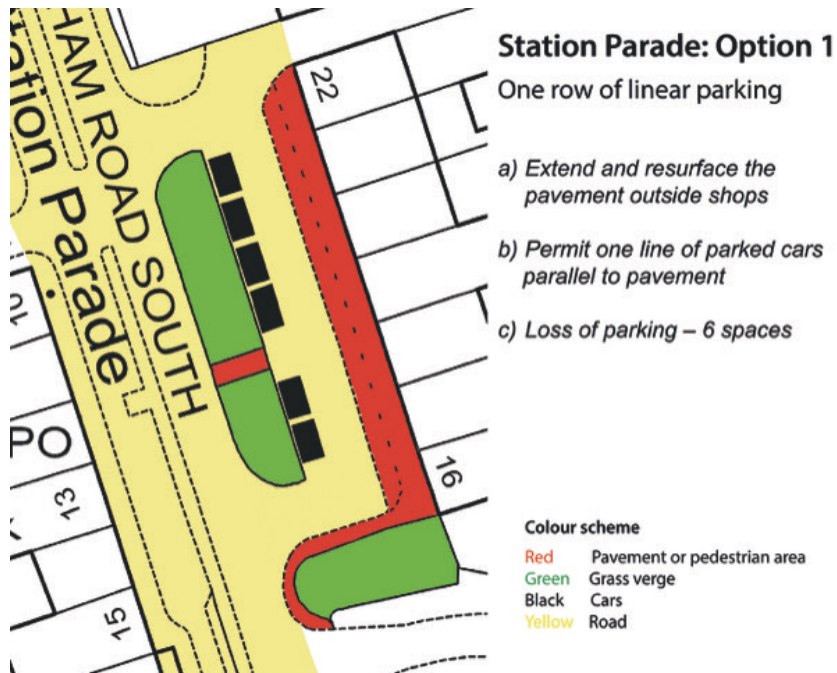 Station Parade: Option 1
One row of linear parking
a) Extend and resurface the
pavement outside shops
b) Permit one line of parked cars
parallel to pavement
c) Loss of parking – 6 spaces
Colour scheme
Red Pavement or pedestrian area
Green Grass verge
Black Cars
Yellow Road
HAM ROAD SOUTH
tation Parade
22
16
10
PO
13
15